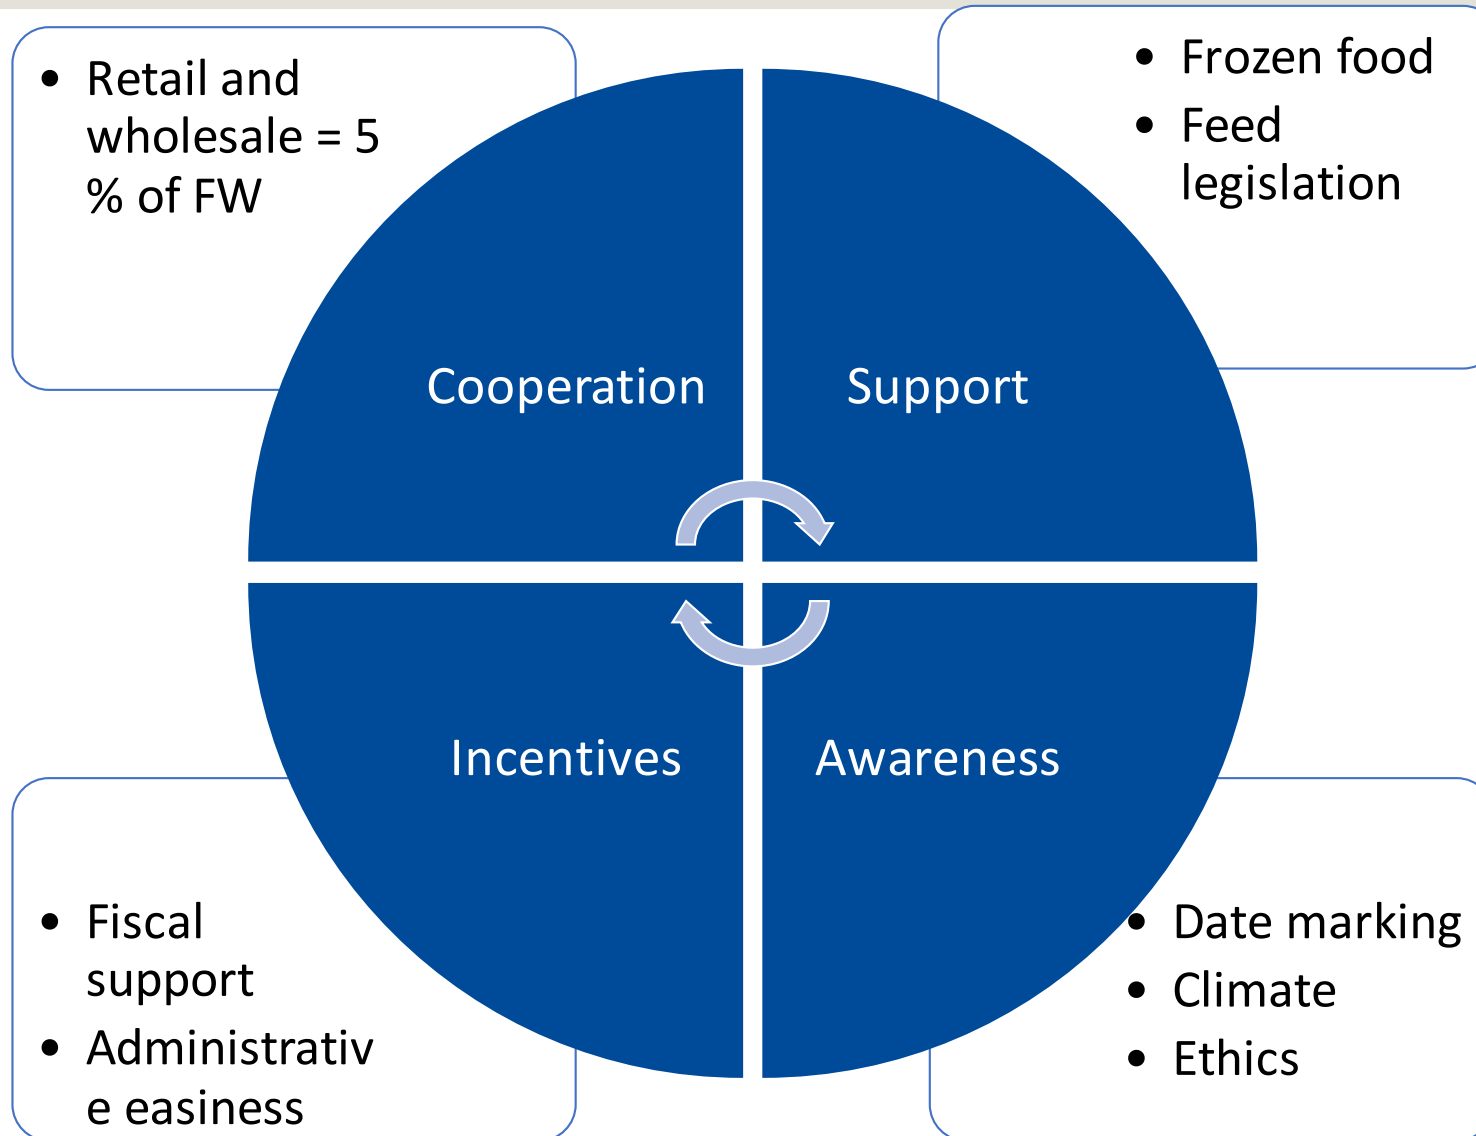 • Retail and
wholesale = 5
% of FW
• Frozen food
• Feed
legislation
Cooperation
Support
Incentives
Awareness
• Fiscal
support
• Administrativ
e easiness
• Date marking
• Climate
• Ethics